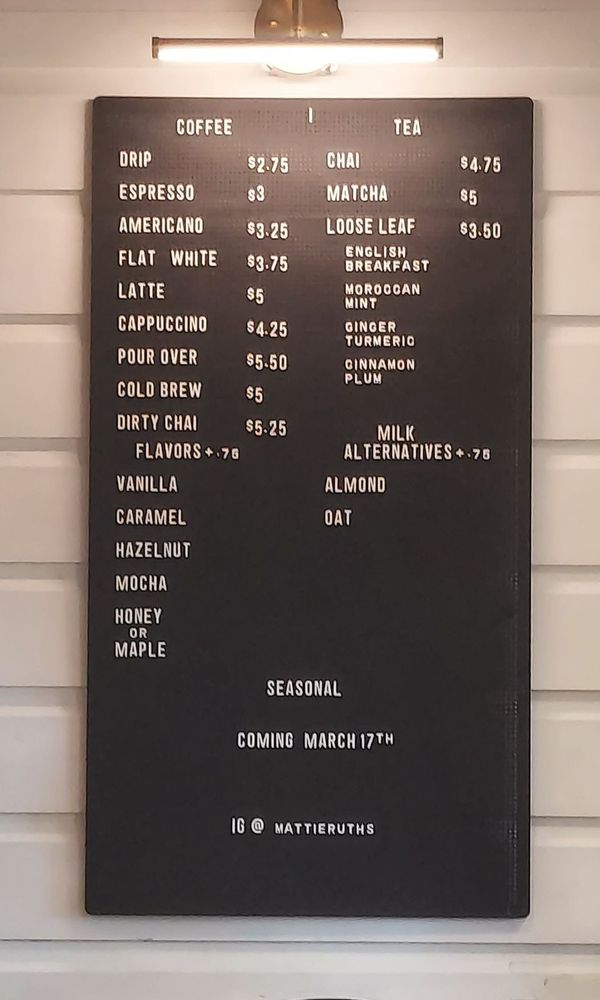 COFFEE
DRIP $2.75
ESPRESSO $3
AMERICANO $3.25
FLAT WHITE $3.75
LATTE $5
CAPPUCCINO $4.25
POUR OVER $5.50
COLD BREW $5
DIRTY CHAI $5.25
FLAVORS +.75
VANILLA
CARAMEL
HAZELNUT
MOCHA
HONEY
OR
MAPLE
TEA
CHAI $4.75
MATCHA $5
LOOSE LEAF $3.50
ENGLISH
BREAKFAST
MOROCCAN
MINT
GINGER
TURMERIC
CINNAMON
PLUM
MILK
ALTERNATIVES +.75
ALMOND
OAT
SEASONAL
COMING MARCH 17TH
IG @ MATTIERUTHS